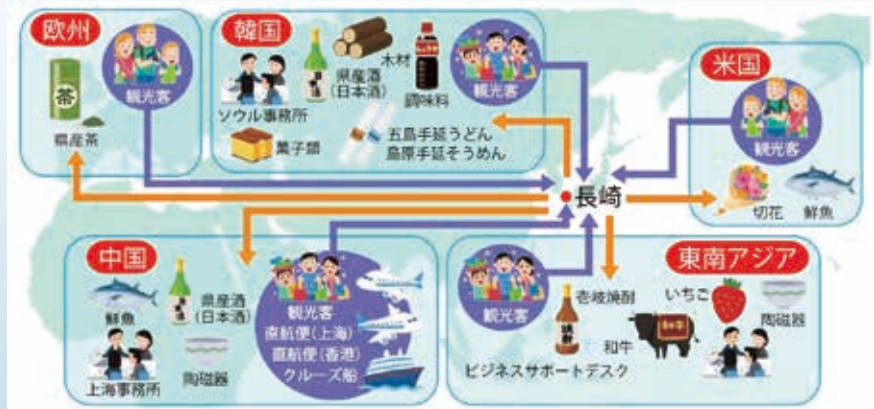 欧州
茶
観光客
県産茶
韓国
ソウル事務所
県産酒
(日本酒)
木材
調味料
観光客
菓子類
五島手延うどん
島原手延そうめん
米国
観光客
切花
鮮魚
長崎
中国
鮮魚
県産酒
(日本酒)
上海事務所
陶磁器
観光客
直航便(上海)
直航便(香港)
クルーズ船
東南アジア
観光客
壱岐焼酎
焼酎
和牛
和牛
いちご
陶磁器
ビジネスサポートデスク